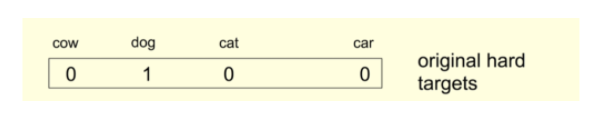 cow dog cat car
0 1 0 0
original hard
targets